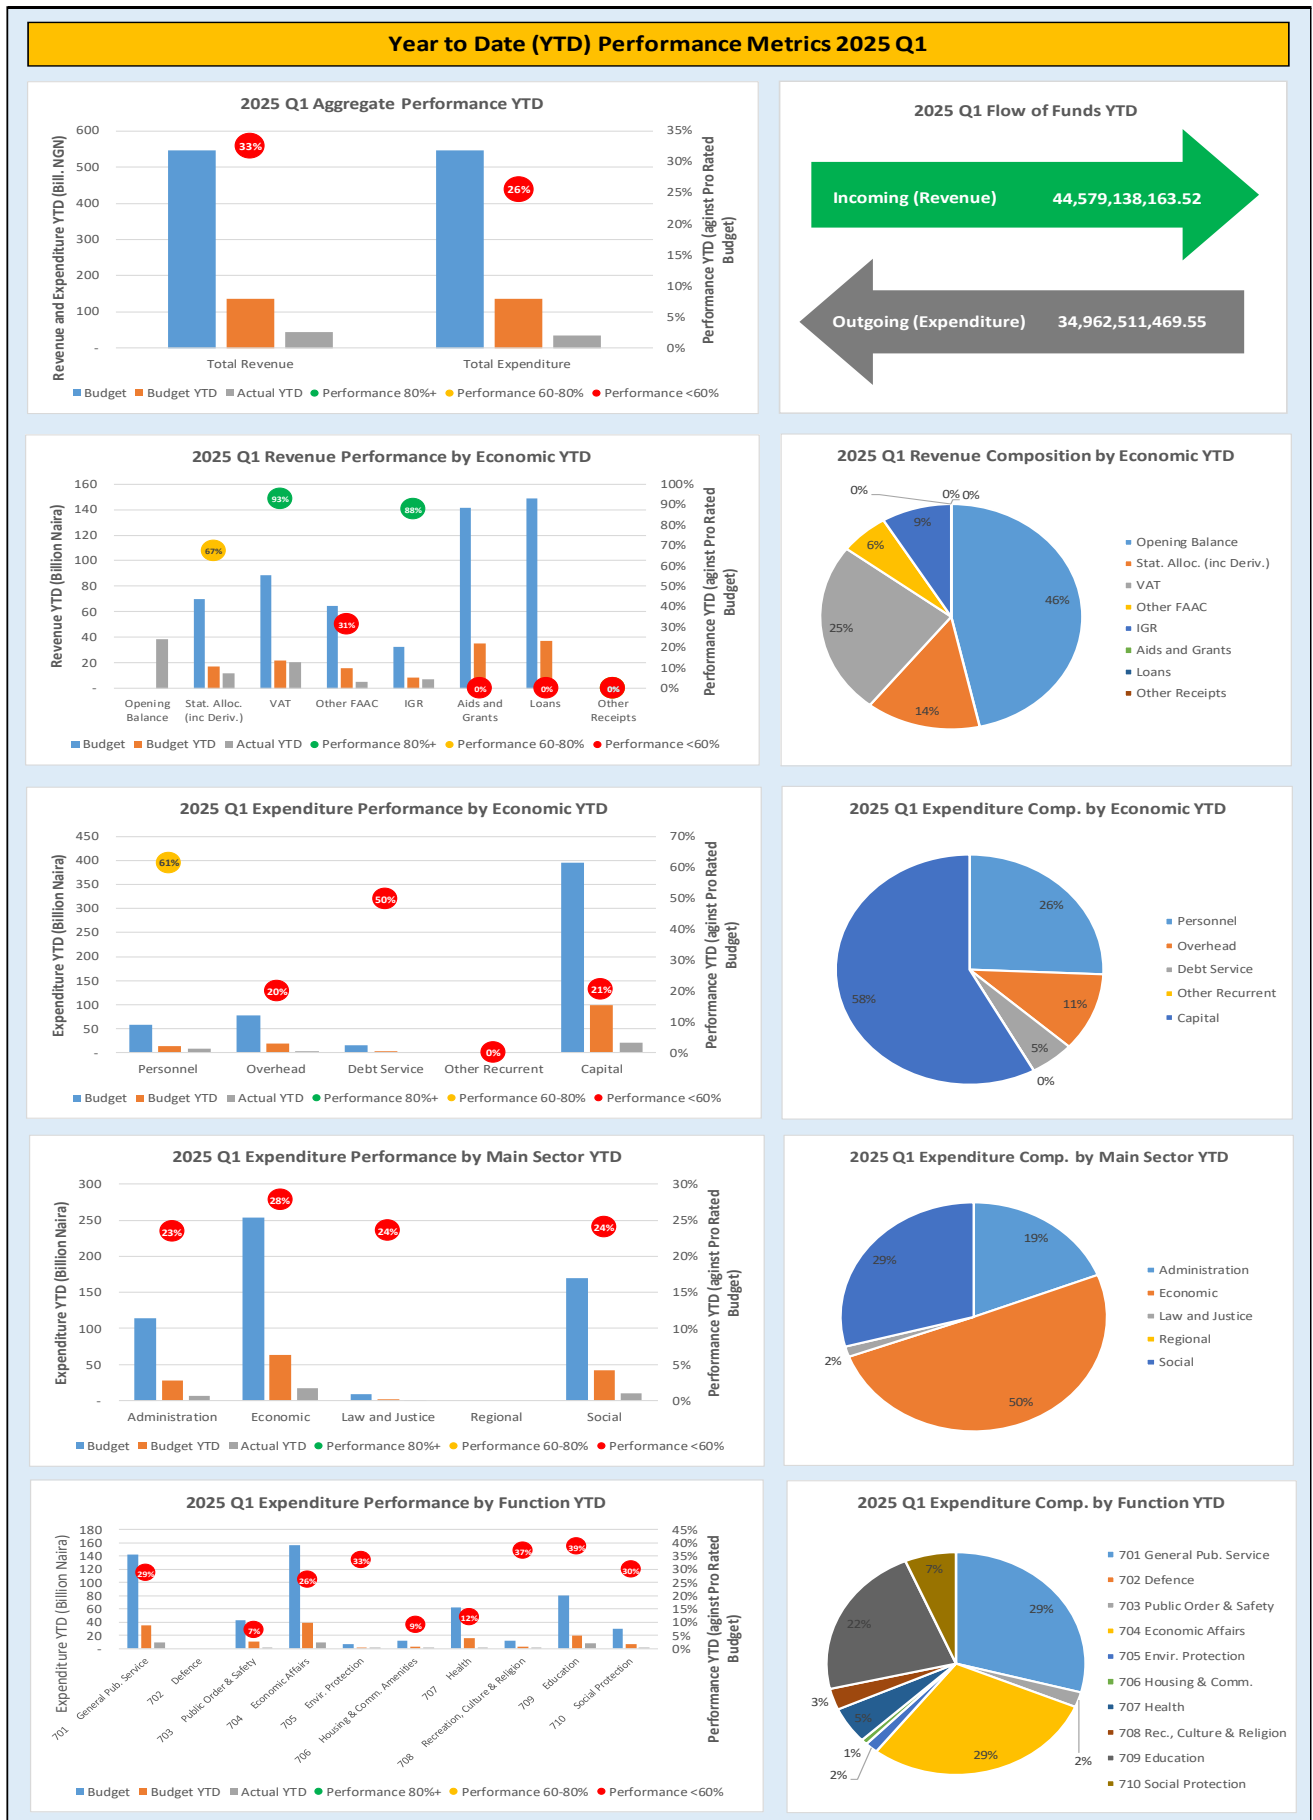 Year to Date (YTD) Performance Metrics 2025 Q1
2025 Q1 Aggregate Performance YTD
Revenue and Expenditure YTD (Bill. NGN)
600
500
400
300
200
100
-
33%
26%
35%
30%
25%
20%
15%
10%
5%
0%
Performance YTD (aginst Pro Rated Budget)
Total Revenue
Total Expenditure
Budget Budget YTD Actual YTD Performance 80%+ Performance 60-80% Performance <60%
2025 Q1 Flow of Funds YTD
Incoming (Revenue) 44,579,138,163.52
Outgoing (Expenditure) 34,962,511,469.55
2025 Q1 Revenue Performance by Economic YTD
Revenue YTD (Billion Naira)
160
140
120
100
80
60
40
20
-
67%
93%
31%
88%
0%
0%
0%
100%
90%
80%
70%
60%
50%
40%
30%
20%
10%
0%
Performance YTD (aginst Pro Rated Budget)
Opening Balance
Stat. Alloc. (inc Deriv.)
VAT
Other FAAC
IGR
Aids and Grants
Loans
Other Receipts
Budget Budget YTD Actual YTD Performance 80%+ Performance 60-80% Performance <60%
2025 Q1 Revenue Composition by Economic YTD
0%
0% 0%
9%
6%
25%
14%
46%
Opening Balance
Stat. Alloc. (inc Deriv.)
VAT
Other FAAC
IGR
Aids and Grants
Loans
Other Receipts
2025 Q1 Expenditure Performance by Economic YTD
Expenditure YTD (Billion Naira)
450
400
350
300
250
200
150
100
50
-
61%
20%
50%
0%
21%
70%
60%
50%
40%
30%
20%
10%
0%
Performance YTD (aginst Pro Rated Budget)
Personnel
Overhead
Debt Service
Other Recurrent
Capital
Budget Budget YTD Actual YTD Performance 80%+ Performance 60-80% Performance <60%
2025 Q1 Expenditure Comp. by Economic YTD
26%
11%
5%
0%
58%
Personnel
Overhead
Debt Service
Other Recurrent
Capital
2025 Q1 Expenditure Performance by Main Sector YTD
Expenditure YTD (Billion Naira)
300
250
200
150
100
50
-
23%
28%
24%
24%
30%
25%
20%
15%
10%
5%
0%
Performance YTD (aginst Pro Rated Budget)
Administration
Economic
Law and Justice
Regional
Social
Budget Budget YTD Actual YTD Performance 80%+ Performance 60-80% Performance <60%
2025 Q1 Expenditure Comp. by Main Sector YTD
19%
50%
2%
29%
Administration
Economic
Law and Justice
Regional
Social
2025 Q1 Expenditure Performance by Function YTD
Expenditure YTD (Billion Naira)
180
160
140
120
100
80
60
40
20
-
29%
7%
26%
33%
9%
12%
37%
39%
30%
45%
40%
35%
30%
25%
20%
15%
10%
5%
0%
Performance YTD (aginst Pro Rated Budget)
701 General Pub. Service
702 Defence
703 Public Order & Safety
704 Economic Affairs
705 Envir. Protection
706 Housing & Comm. Amenities
707 Health
708 Recreation, Culture & Religion
709 Education
710 Social Protection
Budget Budget YTD Actual YTD Performance 80%+ Performance 60-80% Performance <60%
2025 Q1 Expenditure Comp. by Function YTD
29%
2%
29%
2%
1%
5%
3%
22%
7%
701 General Pub. Service
702 Defence
703 Public Order & Safety
704 Economic Affairs
705 Envir. Protection
706 Housing & Comm.
707 Health
708 Rec., Culture & Religion
709 Education
710 Social Protection